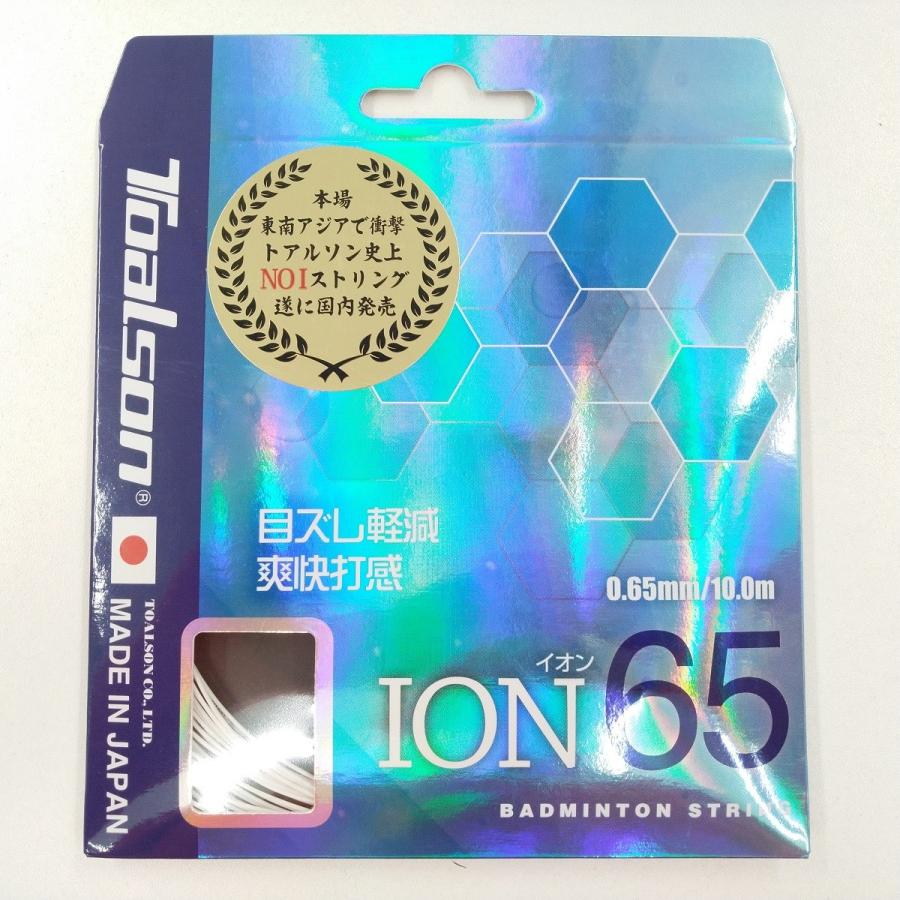 Toalson®
本場
東南アジアで衝撃
トアルソン史上
NO1ストリング
遂に国内発売
目ズレ軽減
爽快打感
0.65mm/10.0m
イオン
ION 65
BADMINTON STRING
TOALSON CO., LTD.
MADE IN JAPAN